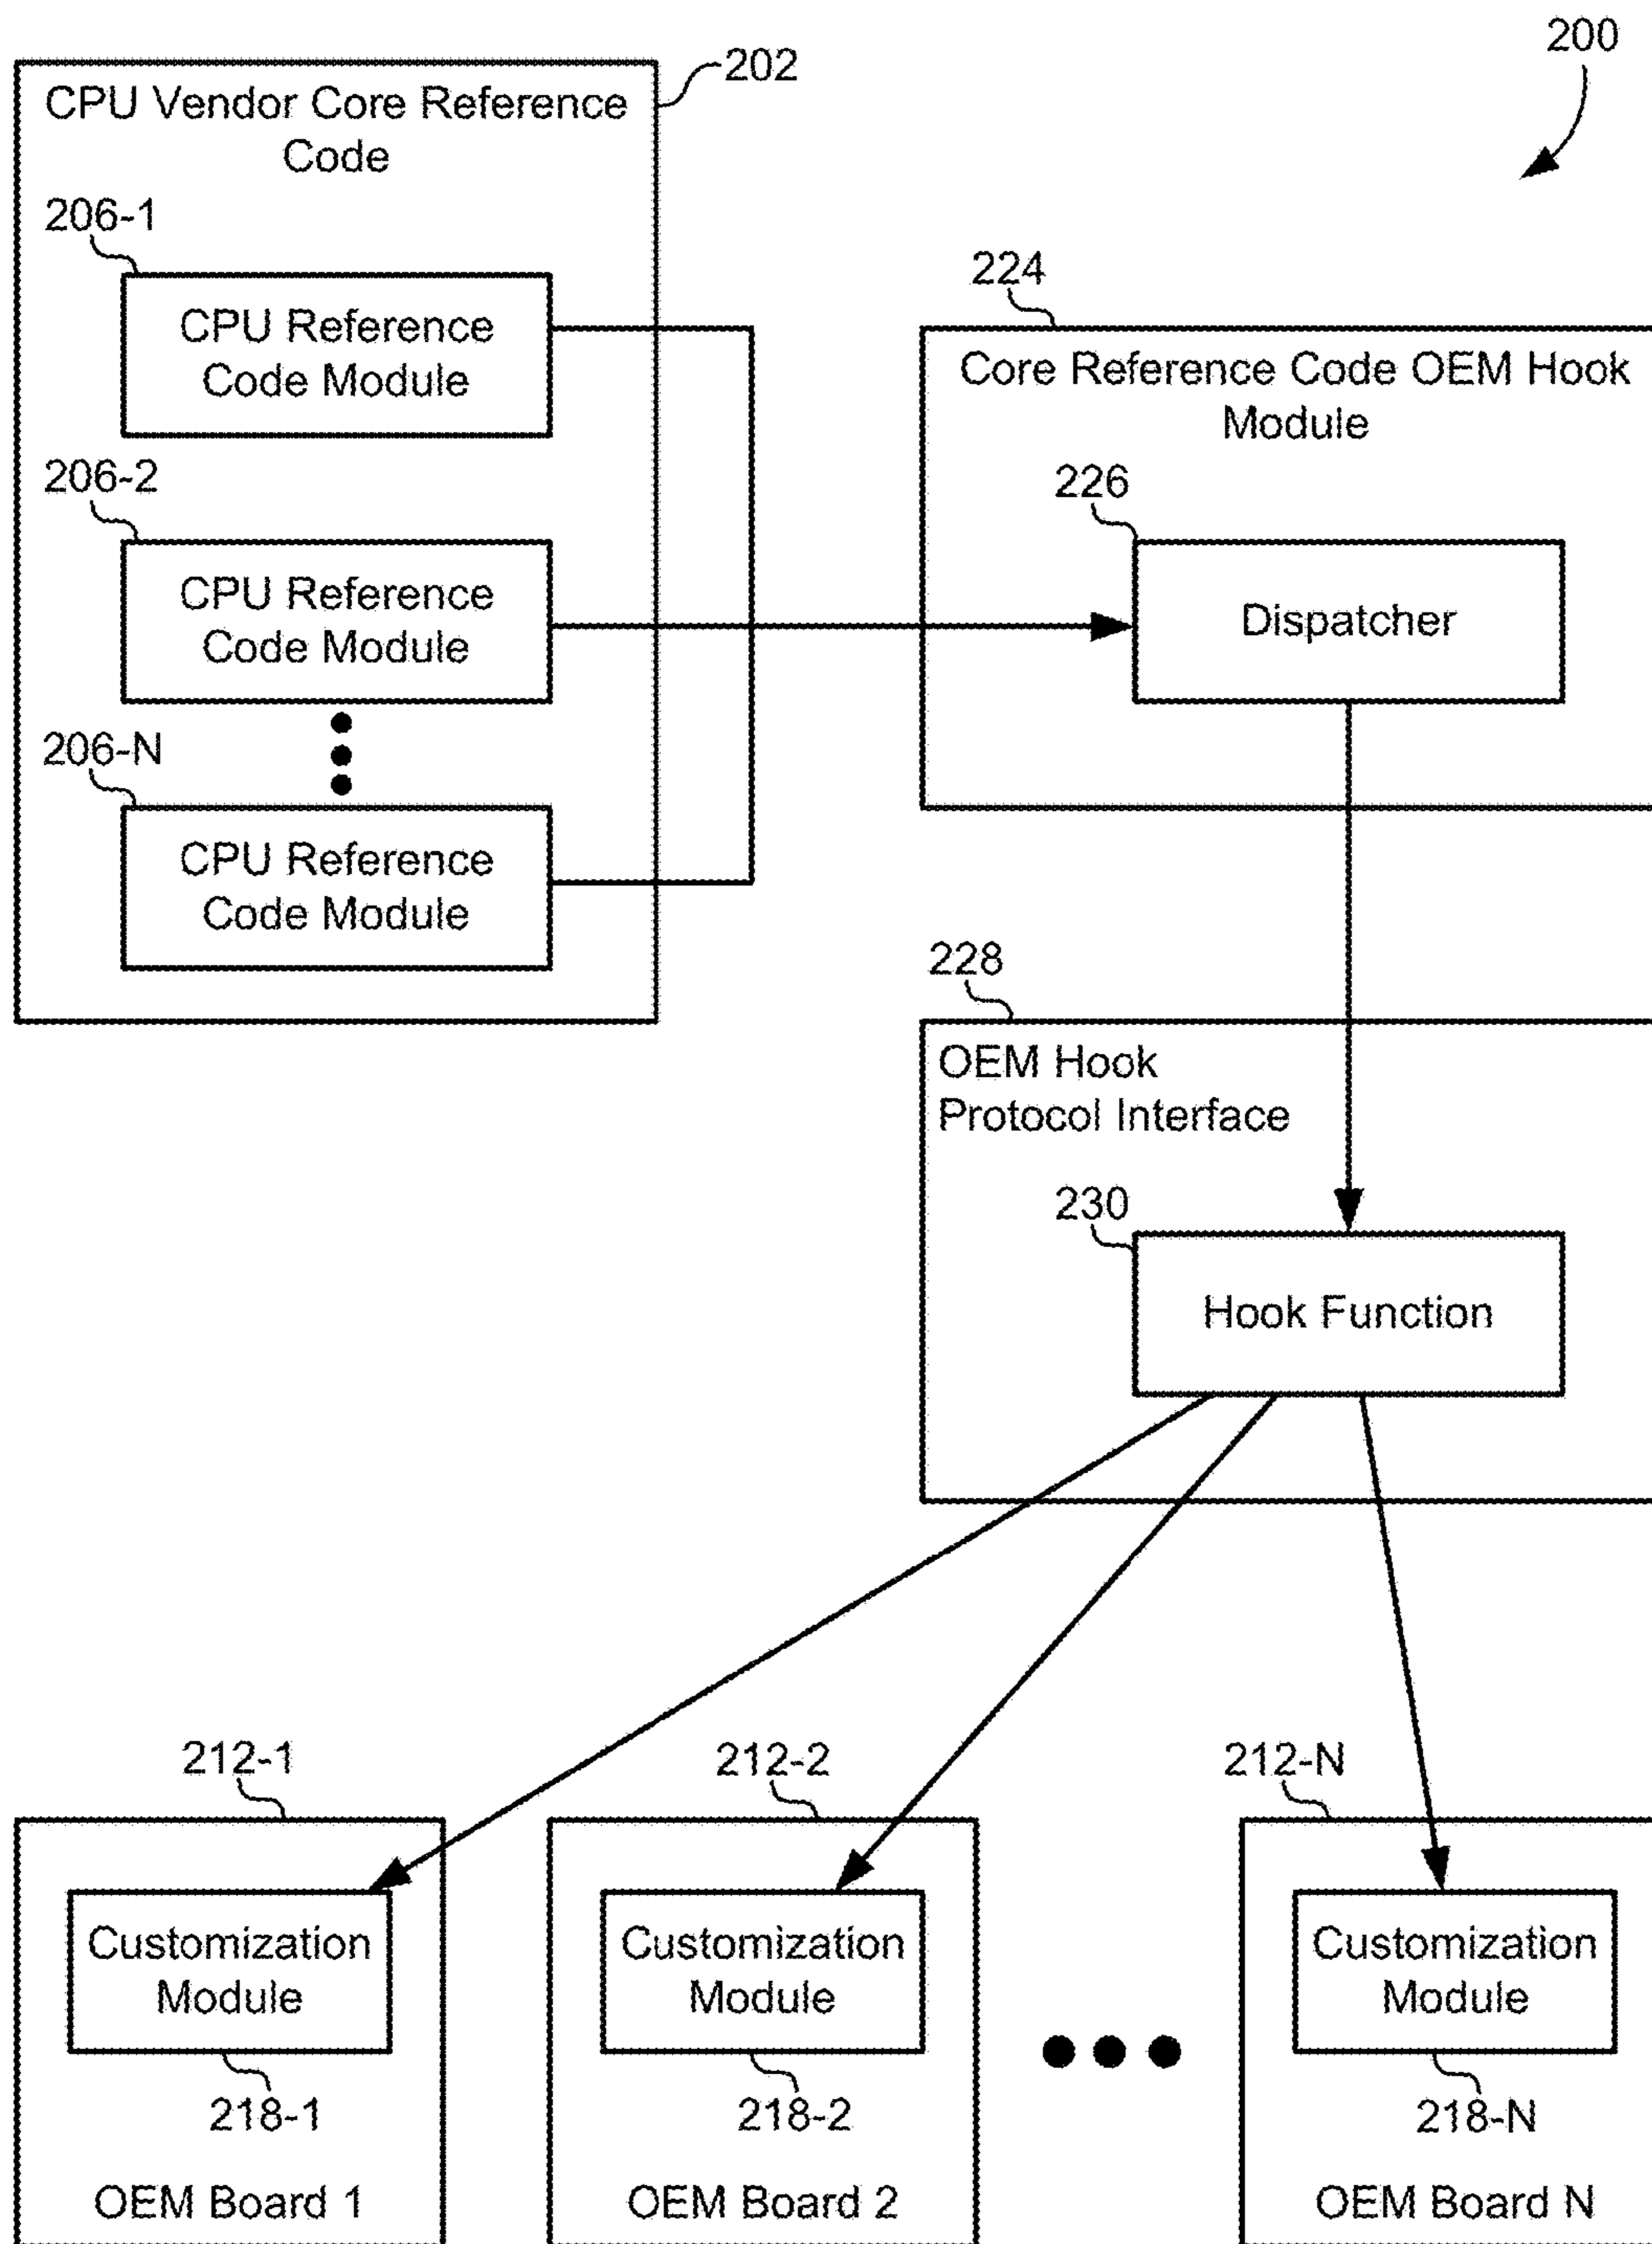 200
202
CPU Vendor Core Reference
Code
206-1
CPU Reference
Code Module
206-2
CPU Reference
Code Module
206-N
CPU Reference
Code Module
224
Core Reference Code OEM Hook
Module
226
Dispatcher
228
OEM Hook
Protocol Interface
230
Hook Function
212-1
Customization
Module
218-1
OEM Board 1
212-2
Customization
Module
218-2
OEM Board 2
212-N
Customization
Module
218-N
OEM Board N